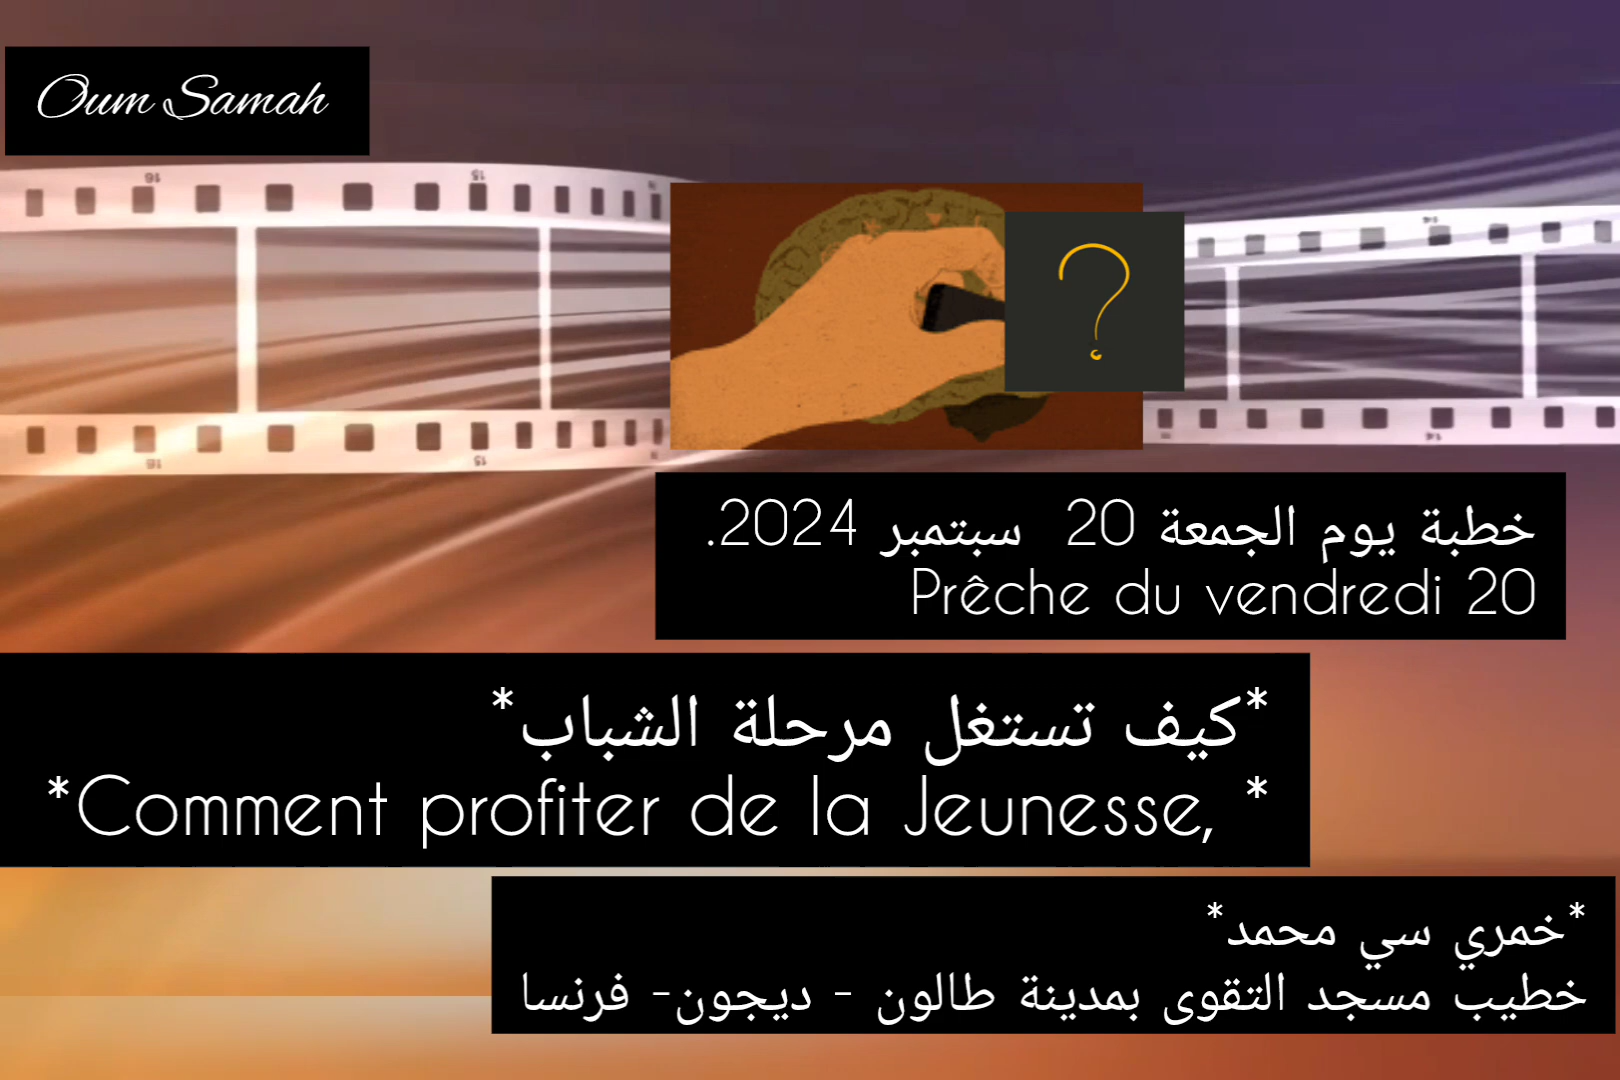 Oum Samah
?
خطبة يوم الجمعة 20 سبتمبر 2024.
Prêche du vendredi 20
*كيف تستغل مرحلة الشباب*
*Comment profiter de la Jeunesse, *
*خمري سي محمد*
خطيب مسجد التقوى بمدينة طالون - ديجون- فرنسا